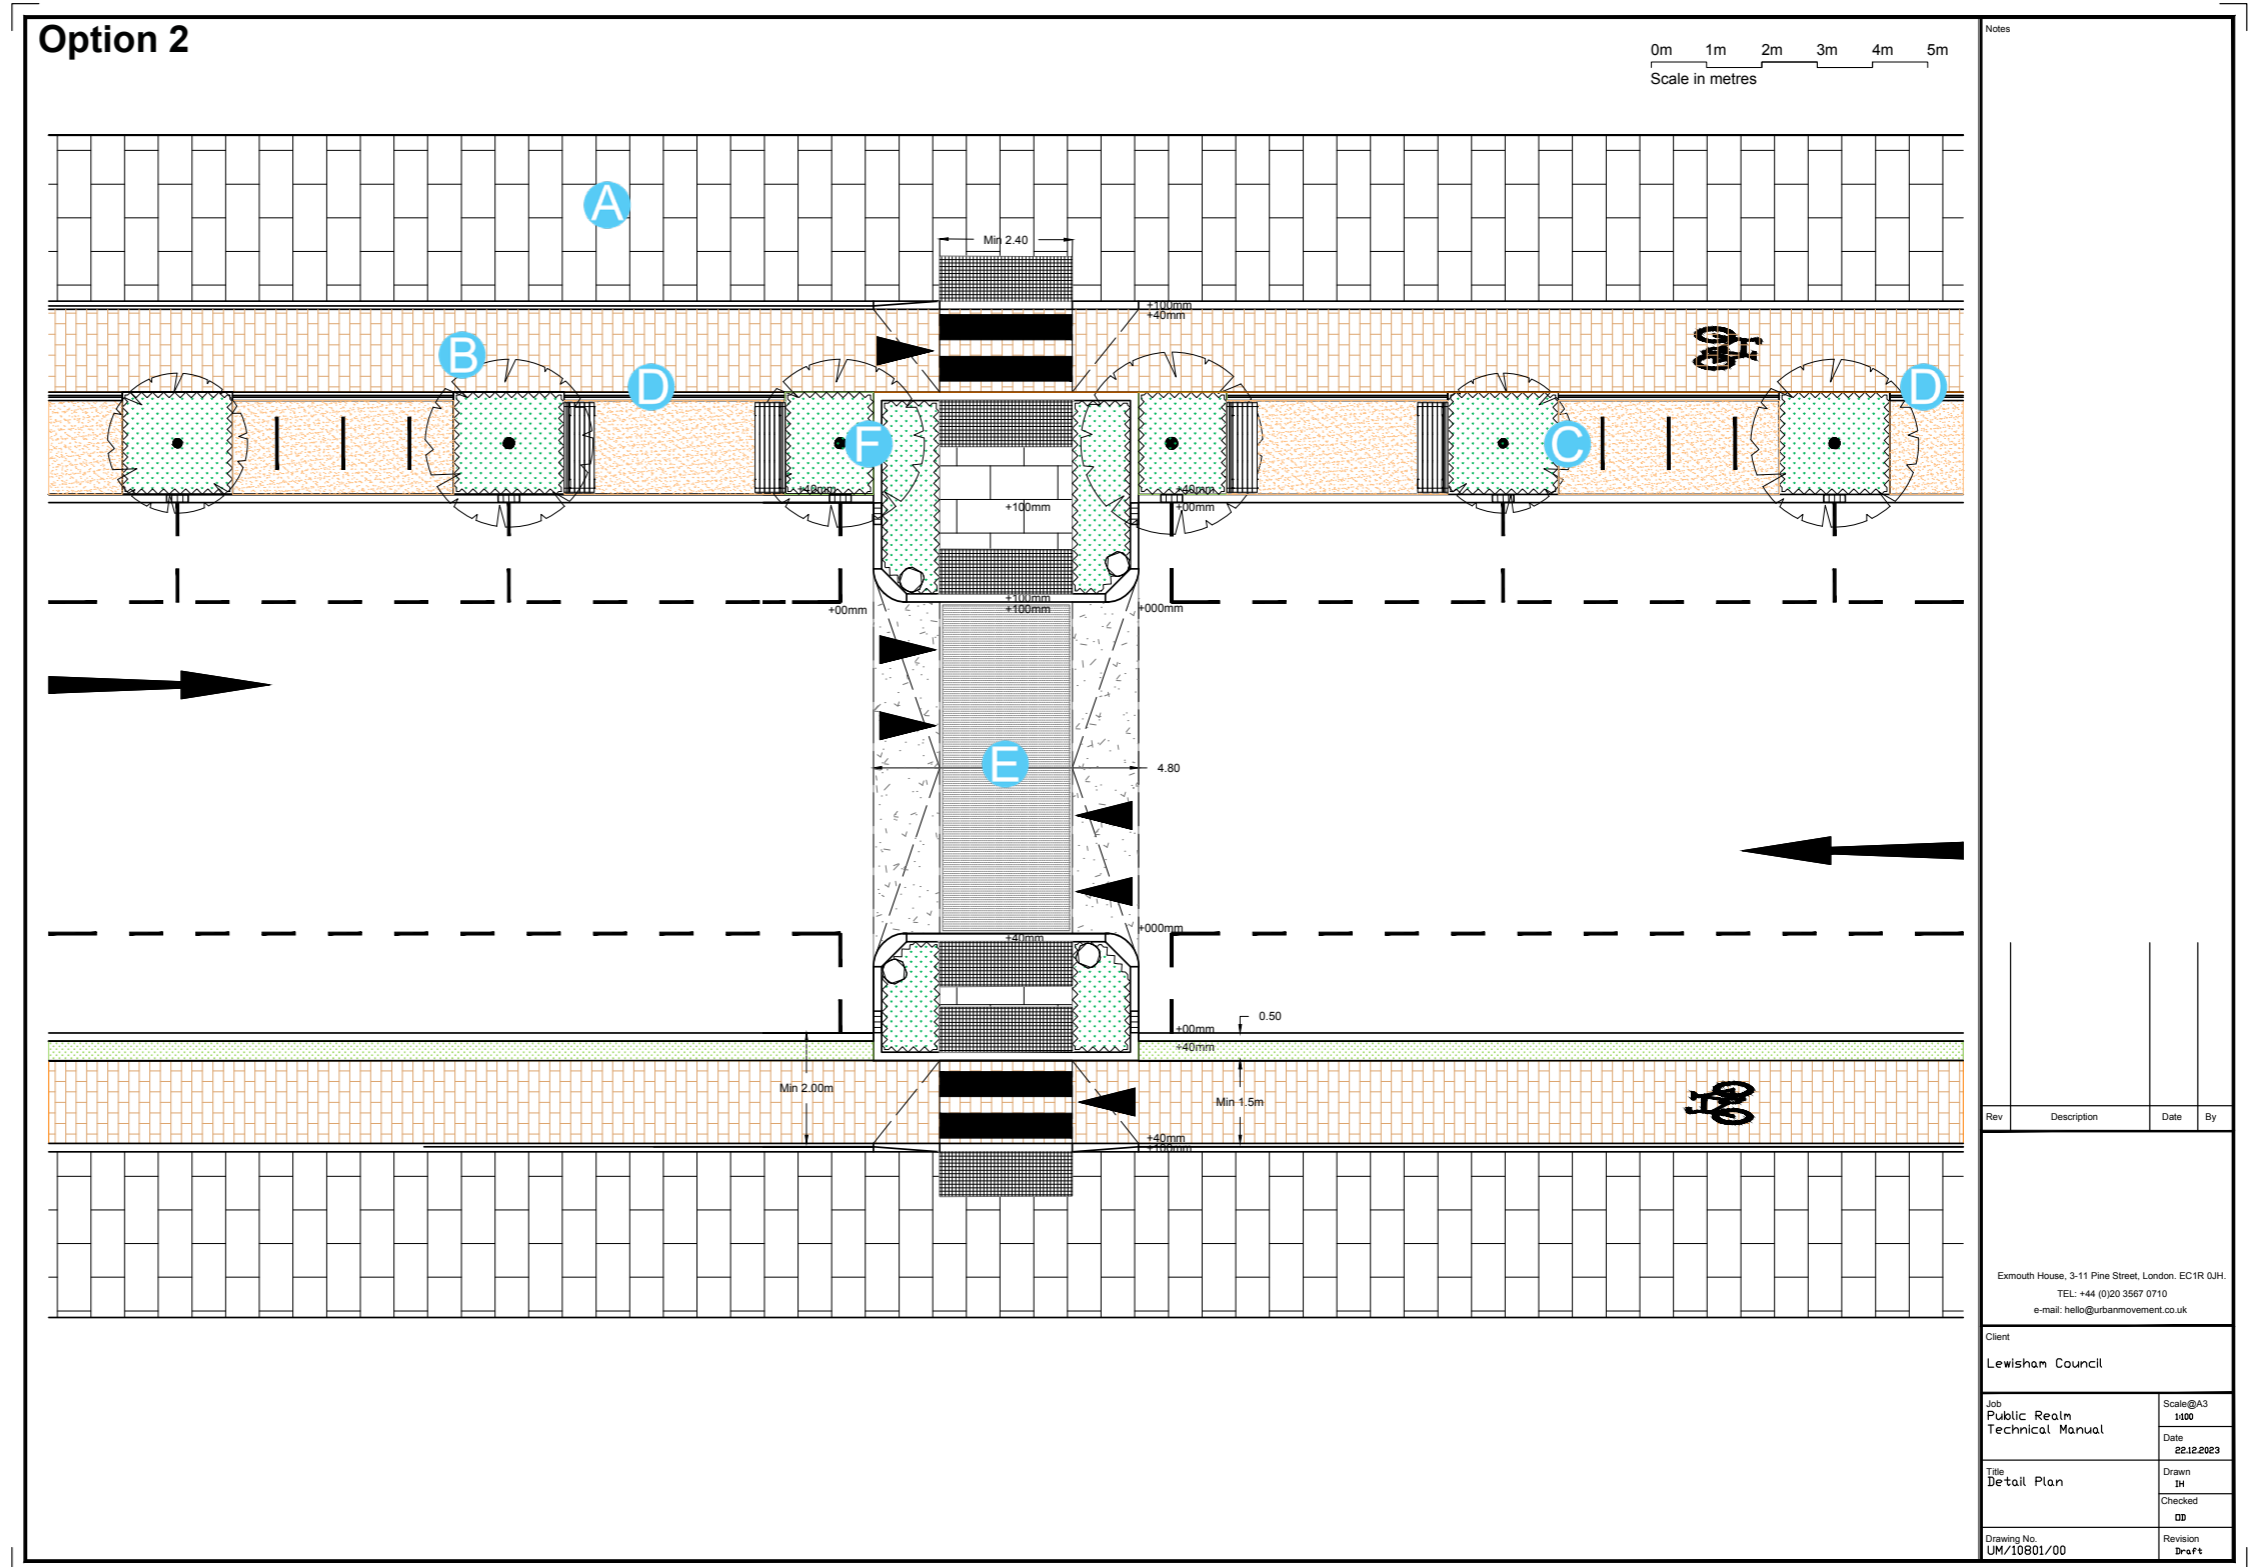 Option 2
0m 1m 2m 3m 4m 5m
Scale in metres
Notes
A
Min 2.40
+100mm
+40mm
B
D
D
F
C
+40mm
+40mm
+100mm
+00mm
+100mm
+100mm
+00mm
+000mm
E
4.80
+000mm
+40mm
0.50
+00mm
+40mm
Min 2.00m
Min 1.5m
+40mm
+100mm
Rev Description Date By
Exmouth House, 3-11 Pine Street, London. EC1R 0JH.
TEL: +44 (0)20 3567 0710
e-mail: hello@urbanmovement.co.uk
Client
Lewisham Council
Job
Public Realm
Technical Manual
Scale@A3
1:100
Date
22.12.2023
Title
Detail Plan
Drawn
IH
Checked
OD
Drawing No.
UM/10801/00
Revision
Draft